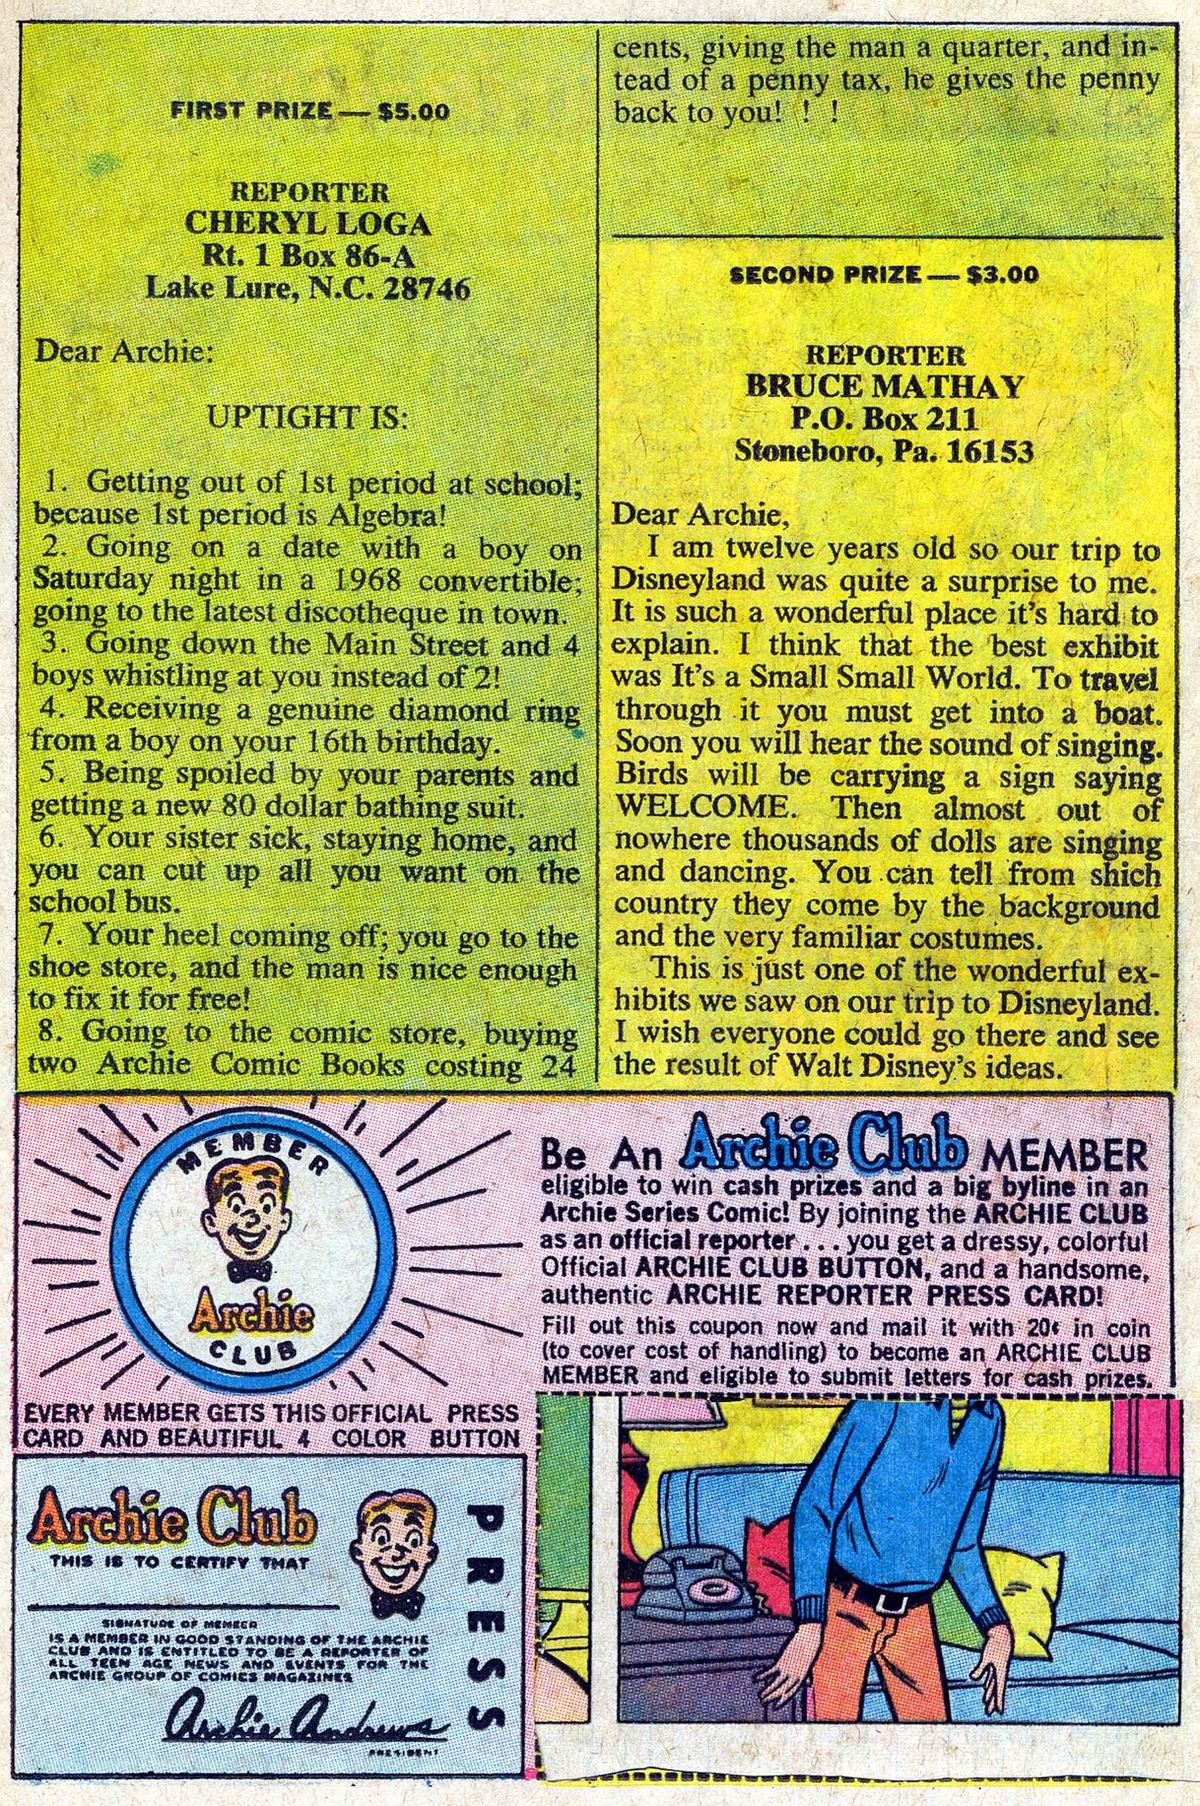 FIRST PRIZE — $5.00
REPORTER
CHERYL LOGA
Rt. 1 Box 86-A
Lake Lure, N.C. 28746
Dear Archie:
UPTIGHT IS:
1. Getting out of 1st period at school;
because 1st period is Algebra!
2. Going on a date with a boy on
Saturday night in a 1968 convertible;
going to the latest discotheque in town.
3. Going down the Main Street and 4
boys whistling at you instead of 2!
4. Receiving a genuine diamond ring
from a boy on your 16th birthday.
5. Being spoiled by your parents and
getting a new 80 dollar bathing suit.
6. Your sister sick, staying home, and
you can cut up all you want on the
school bus.
7. Your heel coming off; you go to the
shoe store, and the man is nice enough
to fix it for free!
8. Going to the comic store, buying
two Archie Comic Books costing 24
cents, giving the man a quarter, and in-
tead of a penny tax, he gives the penny
back to you! ! !
SECOND PRIZE — $3.00
REPORTER
BRUCE MATHAY
P.O. Box 211
Stoneboro, Pa. 16153
Dear Archie,
I am twelve years old so our trip to
Disneyland was quite a surprise to me.
It is such a wonderful place it's hard to
explain. I think that the best exhibit
was It's a Small Small World. To travel
through it you must get into a boat.
Soon you will hear the sound of singing.
Birds will be carrying a sign saying
WELCOME. Then almost out of
nowhere thousands of dolls are singing
and dancing. You can tell from shich
country they come by the background
and the very familiar costumes.
This is just one of the wonderful ex-
hibits we saw on our trip to Disneyland.
I wish everyone could go there and see
the result of Walt Disney's ideas.
MEMBER
Archie
CLUB
EVERY MEMBER GETS THIS OFFICIAL PRESS
CARD AND BEAUTIFUL 4 COLOR BUTTON
Be An Archie Club MEMBER
eligible to win cash prizes and a big byline in an
Archie Series Comic! By joining the ARCHIE CLUB
as an official reporter ... you get a dressy, colorful
Official ARCHIE CLUB BUTTON, and a handsome,
authentic ARCHIE REPORTER PRESS CARD!
Fill out this coupon now and mail it with 20¢ in coin
(to cover cost of handling) to become an ARCHIE CLUB
MEMBER and eligible to submit letters for cash prizes.
Archie Club
THIS IS TO CERTIFY THAT
SIGNATURE OF MEMBER
IS A MEMBER IN GOOD STANDING OF THE ARCHIE
CLUB AND IS ENTITLED TO BE A REPORTER OF
ALL TEEN AGE NEWS AND EVENTS FOR THE
ARCHIE GROUP OF COMICS MAGAZINES
Archie Andrews
PRESIDENT
PRESS